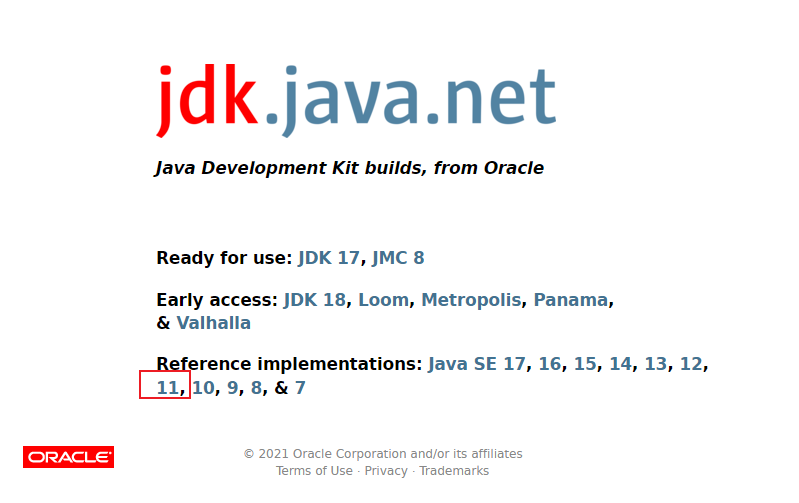 jdk.java.net
Java Development Kit builds, from Oracle
Ready for use: JDK 17, JMC 8
Early access: JDK 18, Loom, Metropolis, Panama,
& Valhalla
Reference implementations: Java SE 17, 16, 15, 14, 13, 12,
11, 10, 9, 8, & 7
ORACLE
© 2021 Oracle Corporation and/or its affiliates
Terms of Use · Privacy · Trademarks